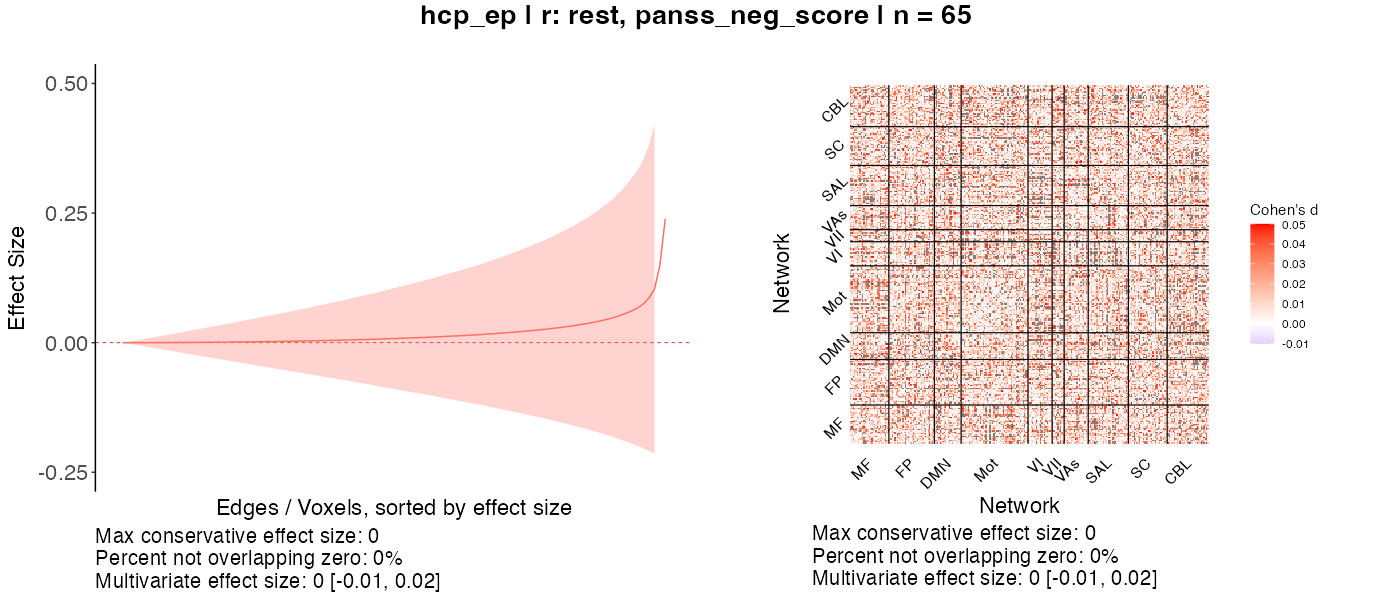 hcp_ep | r: rest, panss_neg_score | n = 65
0.50
0.25
0.00
-0.25
Effect Size
Edges / Voxels, sorted by effect size
Max conservative effect size: 0
Percent not overlapping zero: 0%
Multivariate effect size: 0 [-0.01, 0.02]
CBL
SC
SAL
VAs
VII
VI
Mot
DMN
FP
MF
Network
MF
FP
DMN
Mot
VI
VII
VAs
SAL
SC
CBL
Network
Cohen's d
0.05
0.04
0.03
0.02
0.01
0.00
-0.01
Max conservative effect size: 0
Percent not overlapping zero: 0%
Multivariate effect size: 0 [-0.01, 0.02]